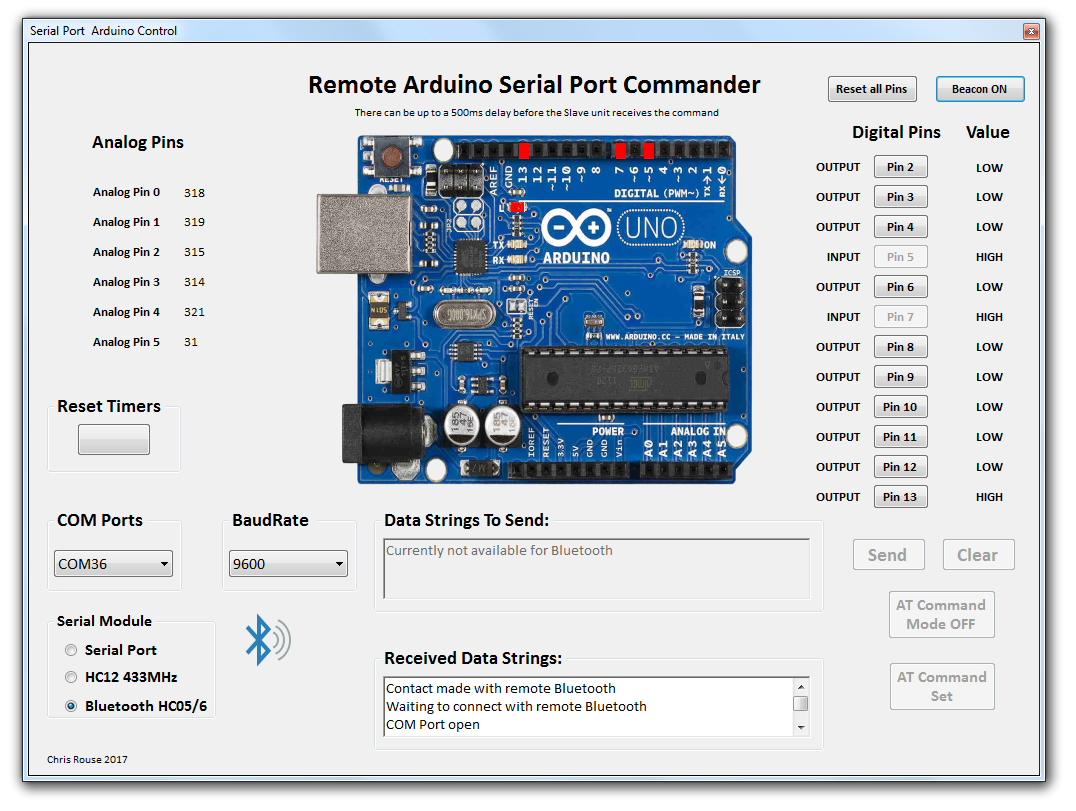 Serial Port Arduino Control
Remote Arduino Serial Port Commander
There can be up to a 500ms delay before the Slave unit receives the command
Reset all Pins
Beacon ON
Analog Pins
Analog Pin 0 318
Analog Pin 1 319
Analog Pin 2 315
Analog Pin 3 314
Analog Pin 4 321
Analog Pin 5 31
Reset Timers
RESET
AREF
GND
13
12
~11
~10
~9
8
7
~6
~5
4
~3
2
TX→1
RX←0
DIGITAL (PWM~)
TX
RX
ARDUINO
UNO
ON
ICSP
RESET
EN
WWW.ARDUINO.CC - MADE IN ITALY
POWER
ANALOG IN
IOREF
RESET
3.3V
5V
GND
GND
Vin
A0
A1
A2
A3
A4
A5
Digital Pins Value
OUTPUT Pin 2 LOW
OUTPUT Pin 3 LOW
OUTPUT Pin 4 LOW
INPUT Pin 5 HIGH
OUTPUT Pin 6 LOW
INPUT Pin 7 HIGH
OUTPUT Pin 8 LOW
OUTPUT Pin 9 LOW
OUTPUT Pin 10 LOW
OUTPUT Pin 11 LOW
OUTPUT Pin 12 LOW
OUTPUT Pin 13 HIGH
COM Ports
COM36
BaudRate
9600
Data Strings To Send:
Currently not available for Bluetooth
Send
Clear
AT Command
Mode OFF
AT Command
Set
Serial Module
Serial Port
HC12 433MHz
Bluetooth HC05/6
Received Data Strings:
Contact made with remote Bluetooth
Waiting to connect with remote Bluetooth
COM Port open
Chris Rouse 2017